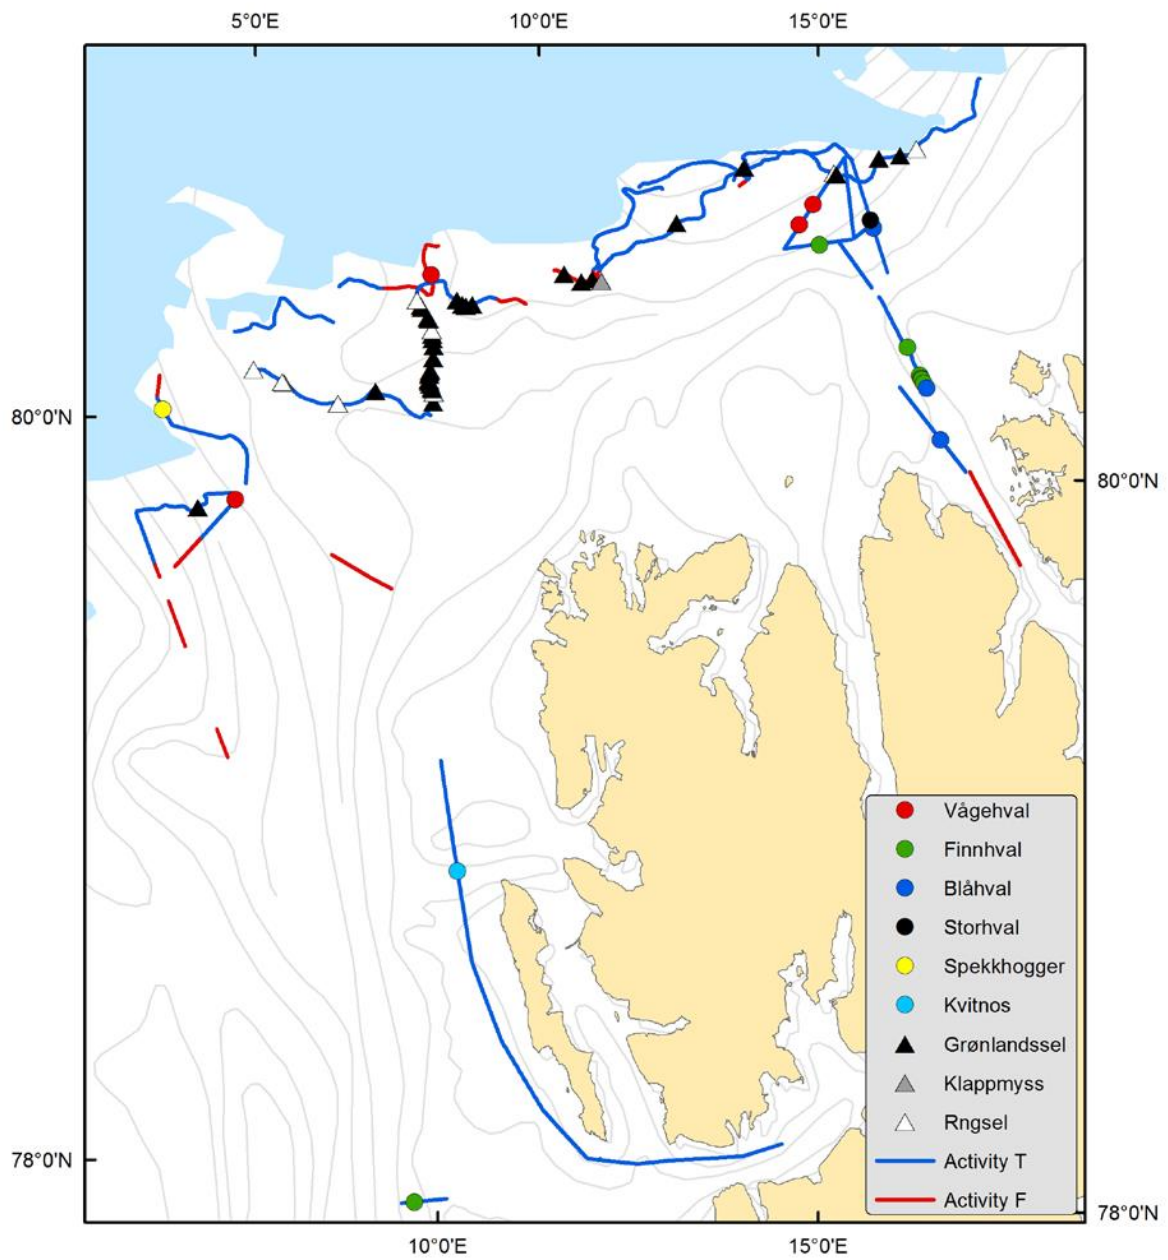 5°0'E 10°0'E 15°0'E
80°0'N
80°0'N
Vågehval
Finnhval
Blåhval
Storhval
Spekkhogger
Kvitnos
Grønlandssel
Klappmyss
Rngsel
Activity T
Activity F
78°0'N
78°0'N
10°0'E 15°0'E